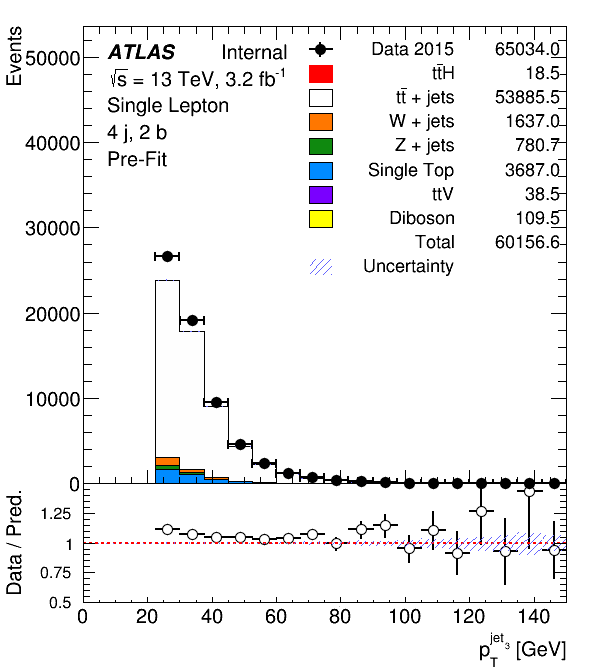 Events
ATLAS Internal
√s = 13 TeV, 3.2 fb⁻¹
Single Lepton
4 j, 2 b
Pre-Fit
Data 2015 65034.0
tt̄H 18.5
tt̄ + jets 53885.5
W + jets 1637.0
Z + jets 780.7
Single Top 3687.0
ttV 38.5
Diboson 109.5
Total 60156.6
Uncertainty
50000
40000
30000
20000
10000
0
Data / Pred.
1.25
1
0.75
0.5
0 20 40 60 80 100 120 140
p_T^jet_3 [GeV]